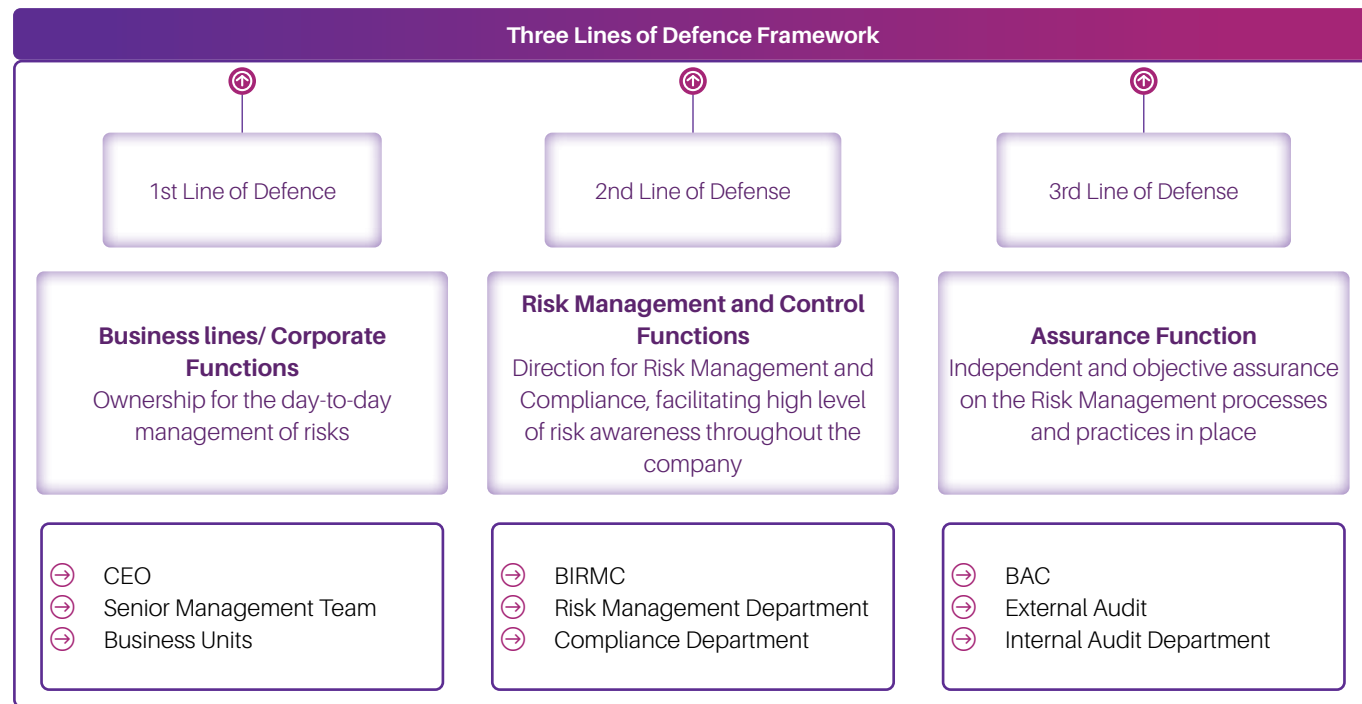 Three Lines of Defence Framework
1st Line of Defence
2nd Line of Defense
3rd Line of Defense
Business lines/ Corporate
Functions
Ownership for the day-to-day
management of risks
Risk Management and Control
Functions
Direction for Risk Management and
Compliance, facilitating high level
of risk awareness throughout the
company
Assurance Function
Independent and objective assurance
on the Risk Management processes
and practices in place
CEO
Senior Management Team
Business Units
BIRMC
Risk Management Department
Compliance Department
BAC
External Audit
Internal Audit Department